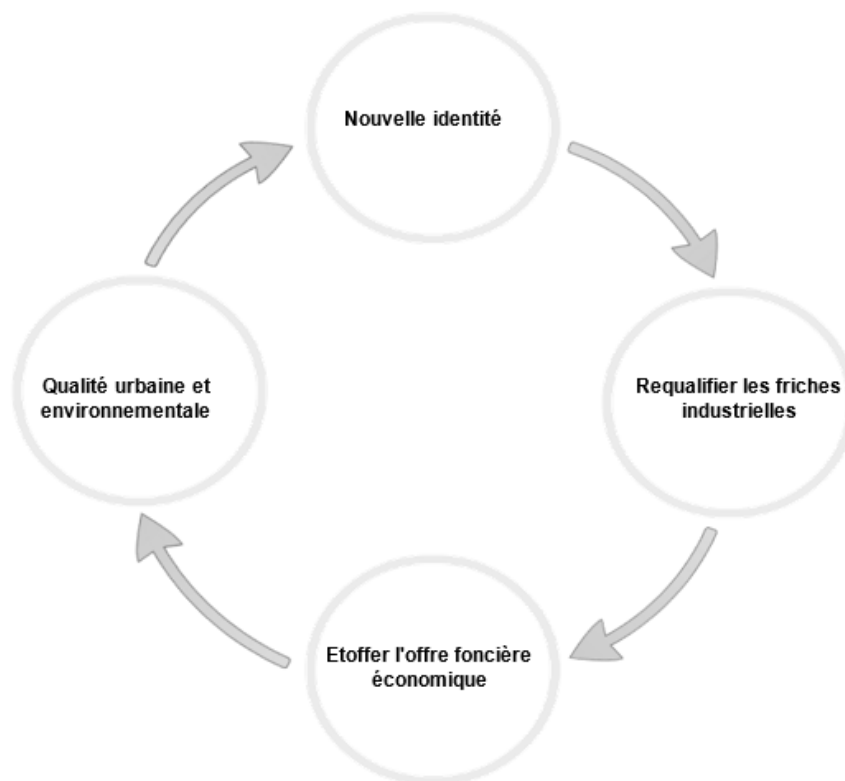 Nouvelle identité
Requalifier les friches
industrielles
Etoffer l'offre foncière
économique
Qualité urbaine et
environnementale